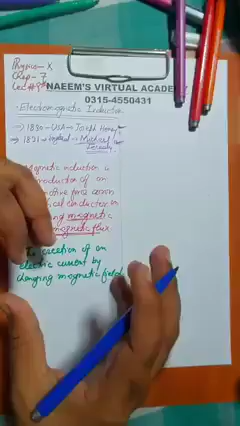 Physics - X
Chap - 7
Lec #
NAEEM'S VIRTUAL ACADE
0315-4550431
Electromagnetic Induction
→ 1830 - USA → Joseph Henry
→ 1831 → England → Michael
Faraday
magnetic induction is
production of an
motive force across
conductor in
magnetic
magnetic flux.
creation of an
electric current by
changing magnetic field